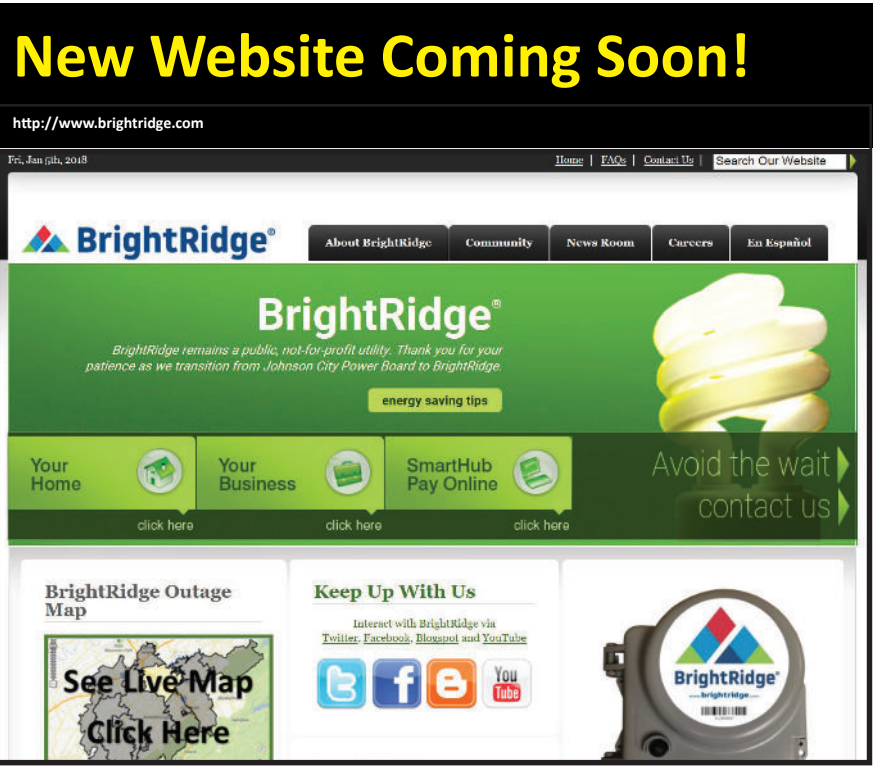 New Website Coming Soon!
http://www.brightridge.com
Fri, Jan 5th, 2018
Home | FAQs | Contact Us |
Search Our Website
BrightRidge®
About BrightRidge
Community
News Room
Careers
En Español
BrightRidge®
BrightRidge remains a public, not-for-profit utility. Thank you for your
patience as we transition from Johnson City Power Board to BrightRidge.
energy saving tips
Your
Home
click here
Your
Business
click here
SmartHub
Pay Online
click here
Avoid the wait
contact us
BrightRidge Outage
Map
See Live Map
Click Here
Keep Up With Us
Interact with BrightRidge via
Twitter, Facebook, Blogspot and YouTube
You
Tube
BrightRidge®
www.brightridge.com